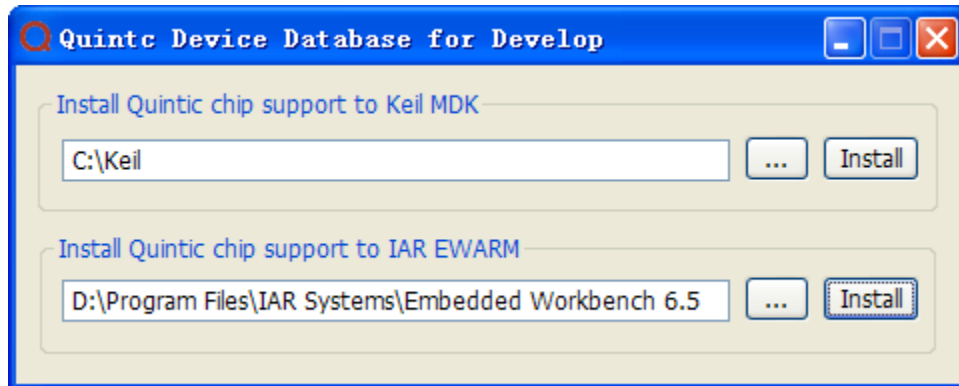 Quintc Device Database for Develop
Install Quintic chip support to Keil MDK
C:\Keil ... Install
Install Quintic chip support to IAR EWARM
D:\Program Files\IAR Systems\Embedded Workbench 6.5 ... Install